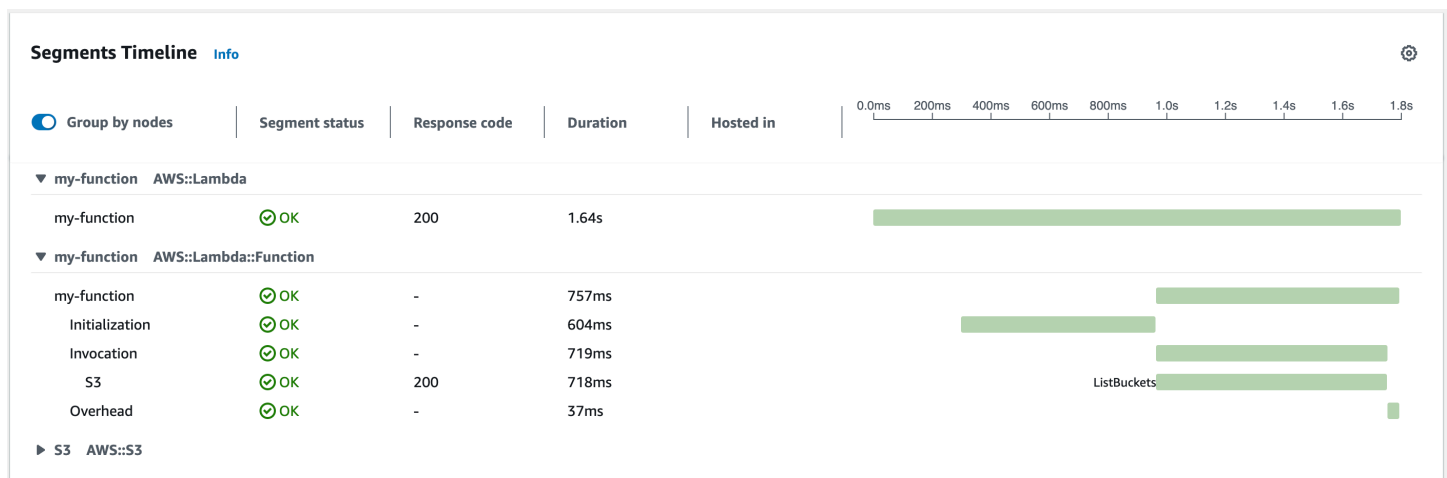 Segments Timeline Info
0.0ms 200ms 400ms 600ms 800ms 1.0s 1.2s 1.4s 1.6s 1.8s
Group by nodes Segment status Response code Duration Hosted in
my-function AWS::Lambda
my-function OK 200 1.64s
my-function AWS::Lambda::Function
my-function OK - 757ms
Initialization OK - 604ms
Invocation OK - 719ms
S3 OK 200 718ms ListBuckets
Overhead OK - 37ms
S3 AWS::S3